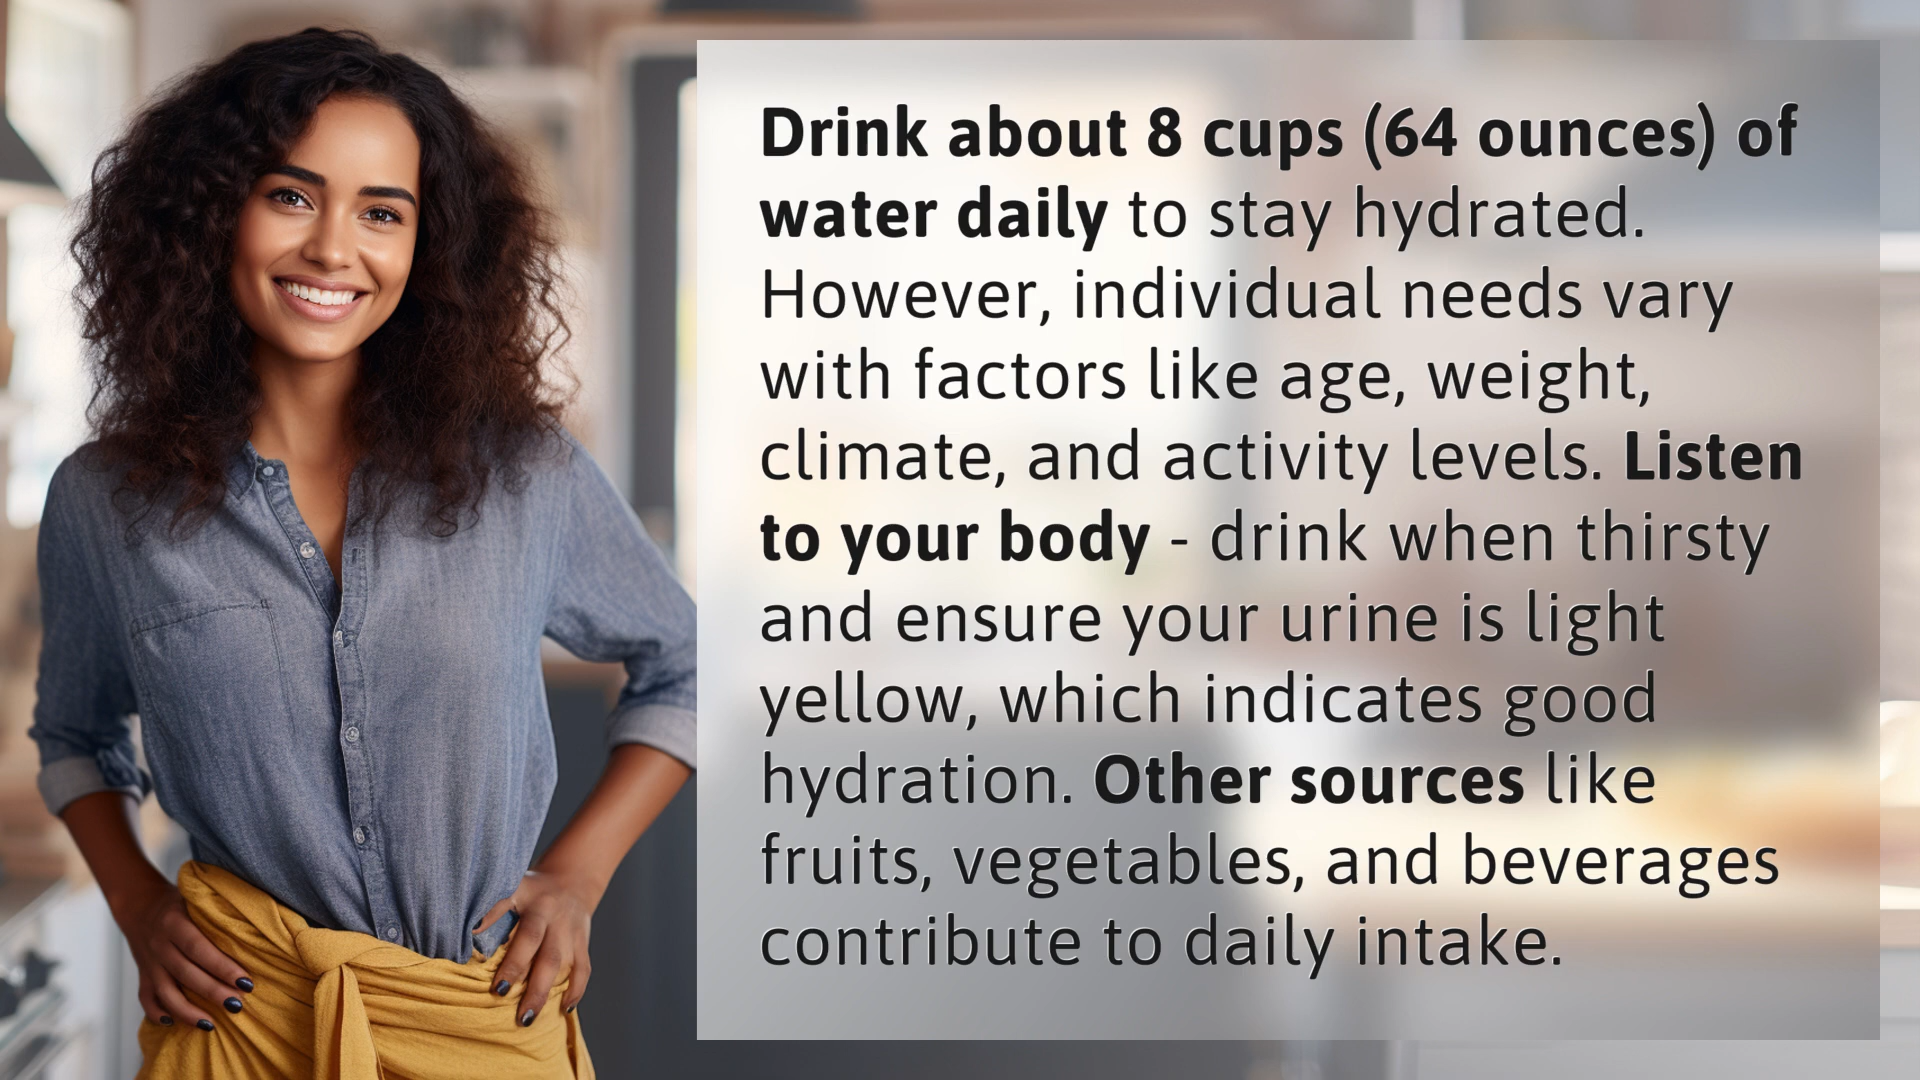 Drink about 8 cups (64 ounces) of
water daily to stay hydrated.
However, individual needs vary
with factors like age, weight,
climate, and activity levels. Listen
to your body - drink when thirsty
and ensure your urine is light
yellow, which indicates good
hydration. Other sources like
fruits, vegetables, and beverages
contribute to daily intake.